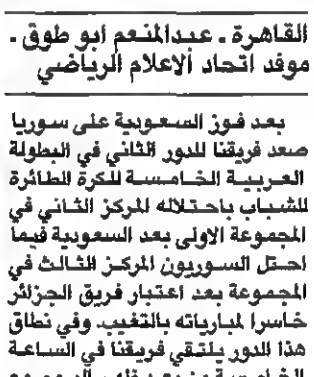 القاهرة ـ عبدالمنعم أبو طوق ـ
موفد اتحاد الاعلام الرياضي
بعد فوز السعودية على سوريا
صعد فريقنا للدور الثاني في البطولة
العربية الخامسة للكرة الطائرة
للشباب باحتلاله المركز الثاني في
المجموعة الاولى بعد السعودية فيما
احتل السوريون المركز الثالث في
المجموعة بعد اعتبار فريق الجزائر
خاسرا لمبارياته بالتغيب. وفي نطاق
هذا الدور يلتقي فريقنا في الساعة